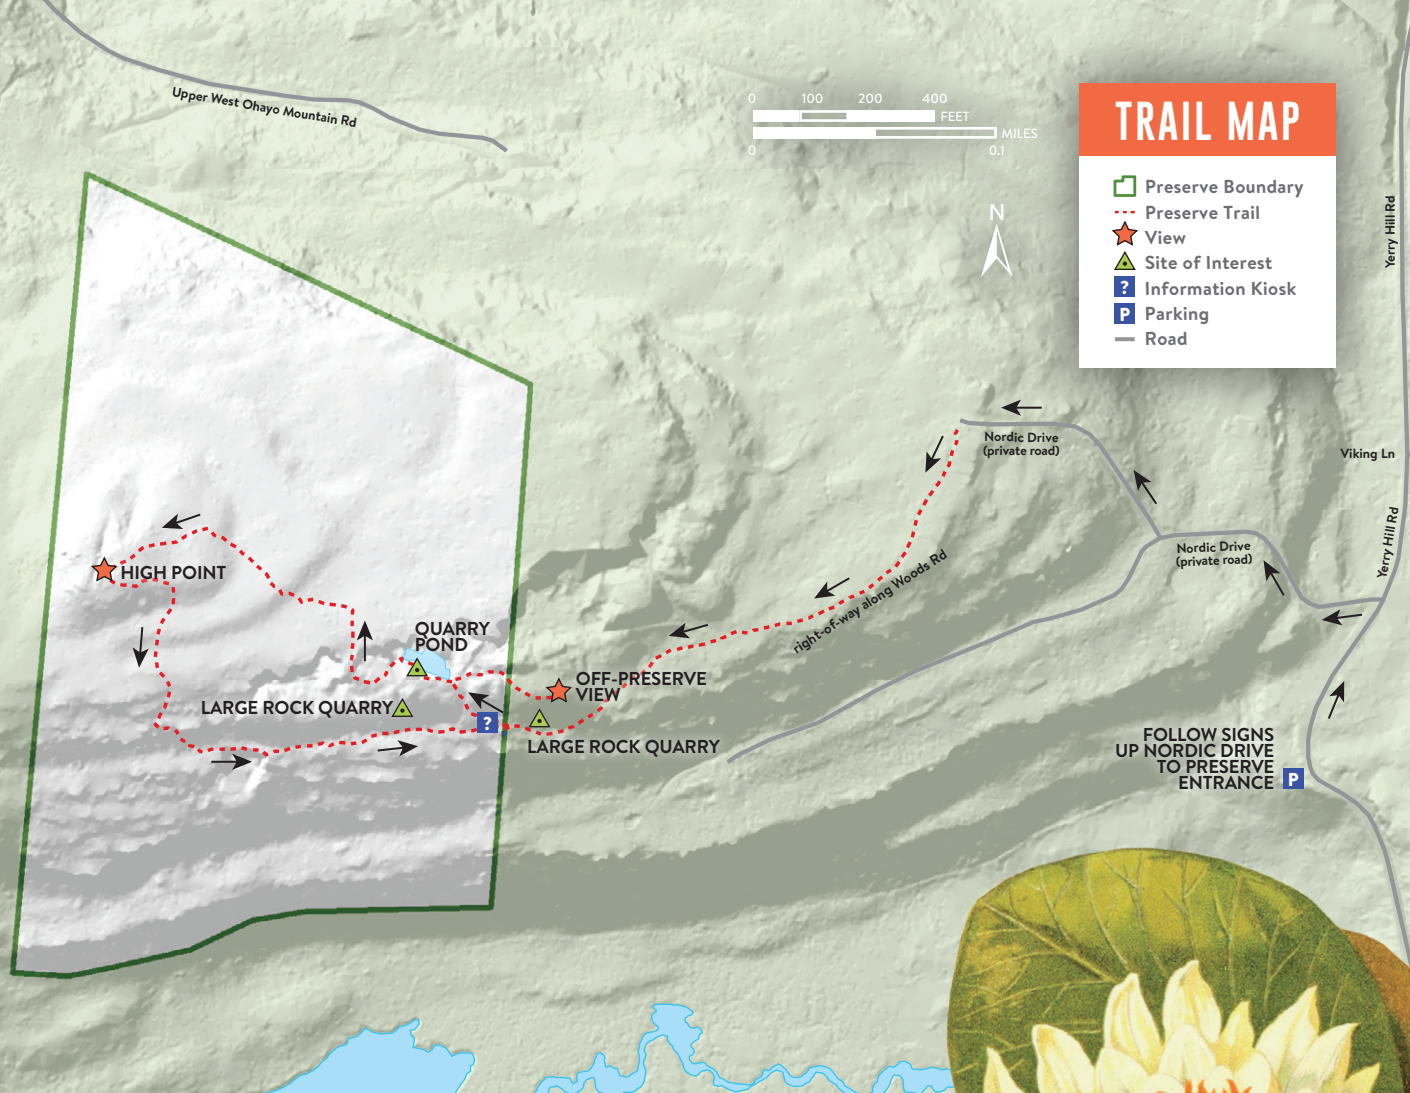 Upper West Ohayo Mountain Rd
0 100 200 400
FEET
MILES
0 0.1
N
TRAIL MAP
Preserve Boundary
Preserve Trail
View
Site of Interest
?
Information Kiosk
P
Parking
Road
Yerry Hill Rd
Nordic Drive
(private road)
Viking Ln
Yerry Hill Rd
Nordic Drive
(private road)
right-of-way along Woods Rd
HIGH POINT
QUARRY
POND
OFF-PRESERVE
VIEW
LARGE ROCK QUARRY
?
LARGE ROCK QUARRY
FOLLOW SIGNS
UP NORDIC DRIVE
TO PRESERVE
ENTRANCE
P